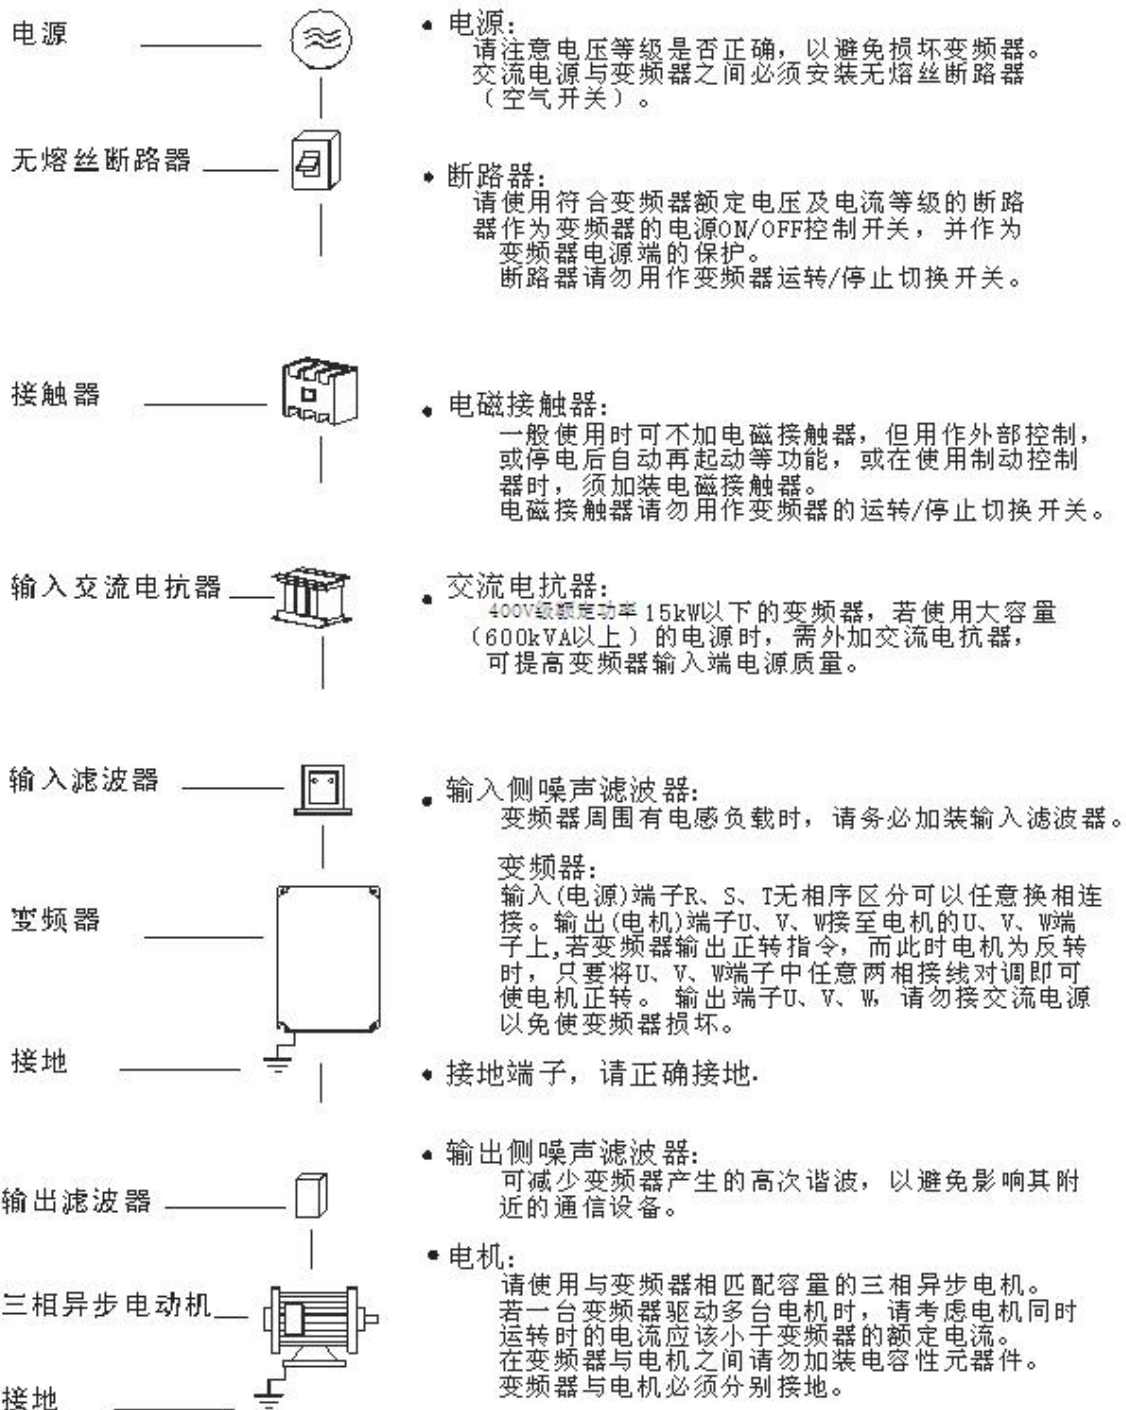 电源
• 电源：
请注意电压等级是否正确，以避免损坏变频器。
交流电源与变频器之间必须安装无熔丝断路器
（空气开关）。
无熔丝断路器
• 断路器：
请使用符合变频器额定电压及电流等级的断路
器作为变频器的电源ON/OFF控制开关，并作为
变频器电源端的保护。
断路器请勿用作变频器运转/停止切换开关。
接触器
• 电磁接触器：
一般使用时可不加电磁接触器，但用作外部控制，
或停电后自动再起动等功能，或在使用制动控制
器时，须加装电磁接触器。
电磁接触器请勿用作变频器的运转/停止切换开关。
输入交流电抗器
• 交流电抗器：
400V级额定功率15kW以下的变频器，若使用大容量
（600kVA以上）的电源时，需外加交流电抗器，
可提高变频器输入端电源质量。
输入滤波器
• 输入侧噪声滤波器：
变频器周围有电感负载时，请务必加装输入滤波器。
变频器
变频器：
输入(电源)端子R、S、T无相序区分可以任意换相连
接。输出(电机)端子U、V、W接至电机的U、V、W端
子上,若变频器输出正转指令，而此时电机为反转
时，只要将U、V、W端子中任意两相接线对调即可
使电机正转。 输出端子U、V、W，请勿接交流电源
以免使变频器损坏。
接地
• 接地端子，请正确接地.
输出滤波器
• 输出侧噪声滤波器：
可减少变频器产生的高次谐波，以避免影响其附
近的通信设备。
三相异步电动机
• 电机：
请使用与变频器相匹配容量的三相异步电机。
若一台变频器驱动多台电机时，请考虑电机同时
运转时的电流应该小于变频器的额定电流。
在变频器与电机之间请勿加装电容性元器件。
变频器与电机必须分别接地。
接地